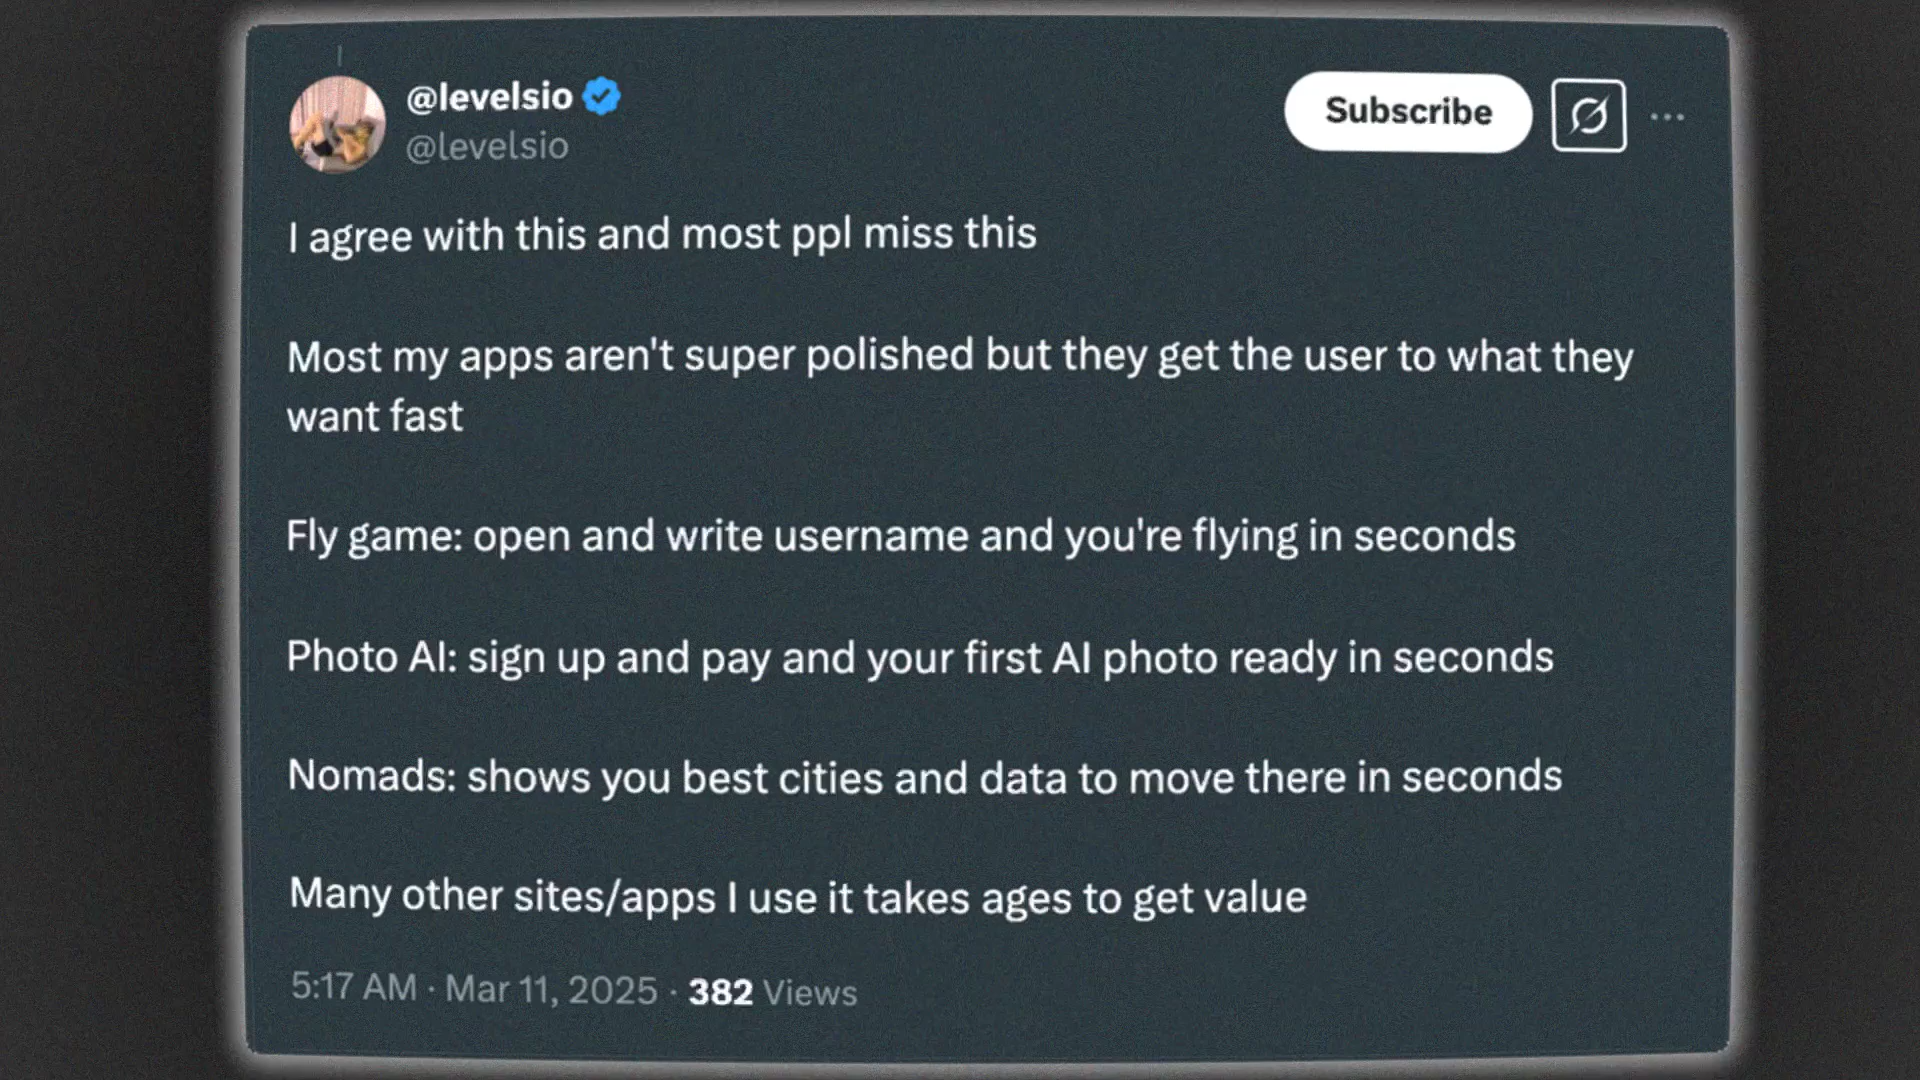 @levelsio
@levelsio
Subscribe
I agree with this and most ppl miss this
Most my apps aren't super polished but they get the user to what they
want fast
Fly game: open and write username and you're flying in seconds
Photo AI: sign up and pay and your first AI photo ready in seconds
Nomads: shows you best cities and data to move there in seconds
Many other sites/apps I use it takes ages to get value
5:17 AM · Mar 11, 2025 · 382 Views